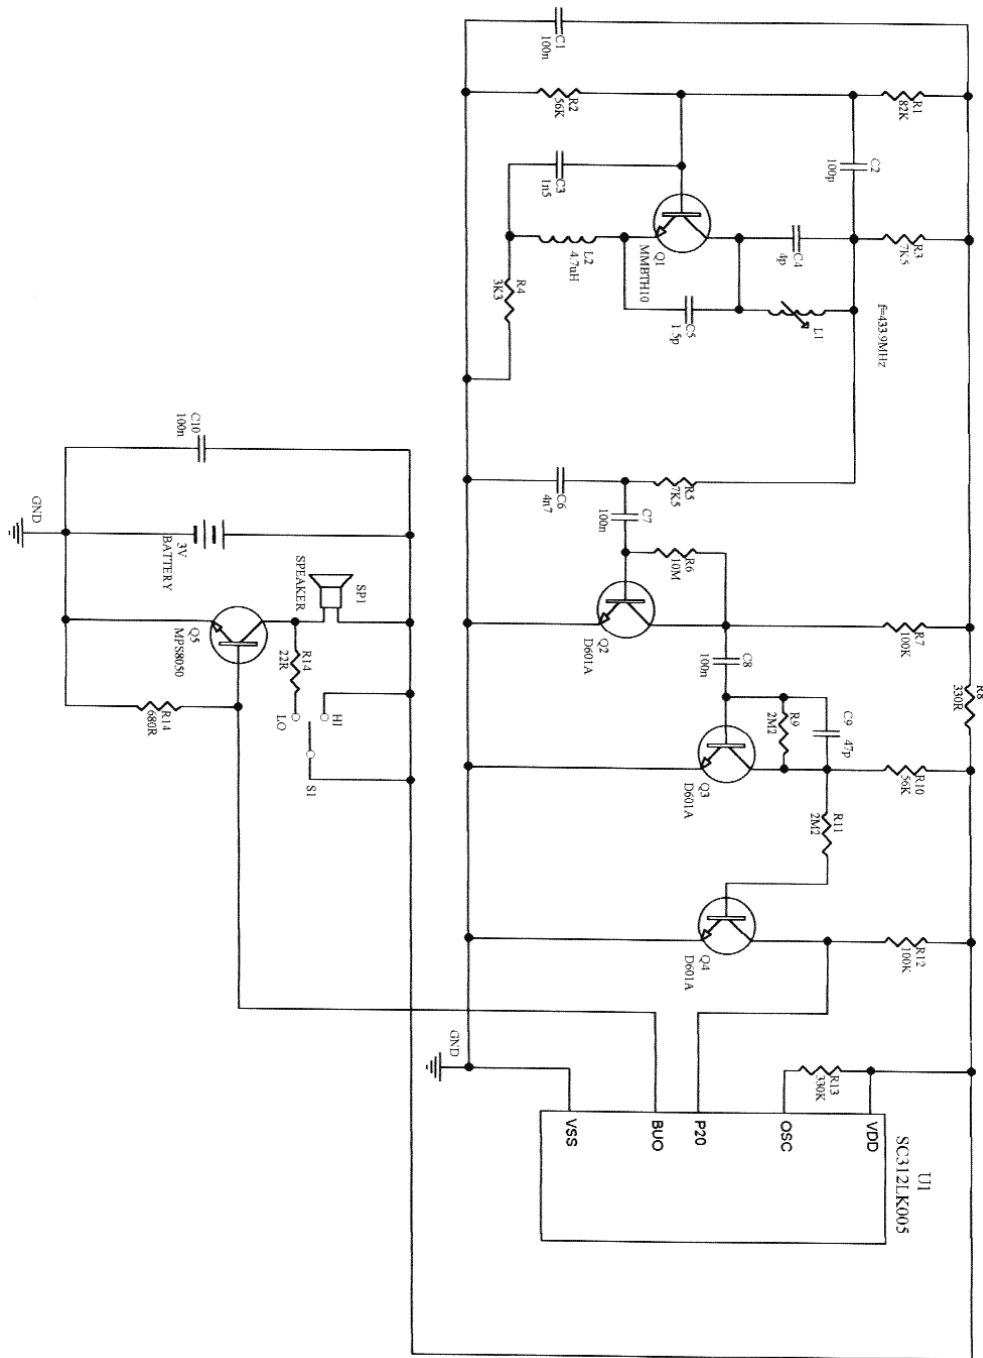 C1
100n
R2
56K
R1
82K
C2
100p
C3
1n5
Q1
MMBTH10
L2
4.7uH
C4
4p
R3
7K5
R4
3K3
C5
1.5p
L1
f=433.9MHz
C10
100n
GND
3V
BATTERY
SPEAKER
SP1
C6
4n7
R5
7K5
C7
100n
R6
10M
Q2
D601A
R7
100K
C8
100n
R8
330R
Q5
MPS8050
R14
22R
R14
680R
HI
LO
S1
C9
47p
R9
2M2
Q3
D601A
R10
56K
R11
2M2
Q4
D601A
R12
100K
GND
R13
330K
VSS
BUO
P20
OSC
VDD
U1
SC312LK005